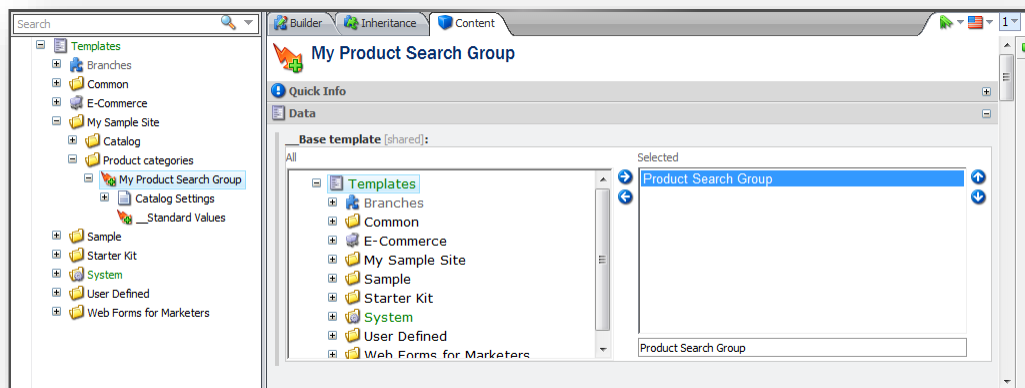 Search
Templates
Branches
Common
E-Commerce
My Sample Site
Catalog
Product categories
My Product Search Group
Catalog Settings
__Standard Values
Sample
Starter Kit
System
User Defined
Web Forms for Marketers
Builder
Inheritance
Content
1
My Product Search Group
Quick Info
Data
__Base template [shared]:
All
Templates
Branches
Common
E-Commerce
My Sample Site
Sample
Starter Kit
System
User Defined
Web Forms for Marketers
Selected
Product Search Group
Product Search Group